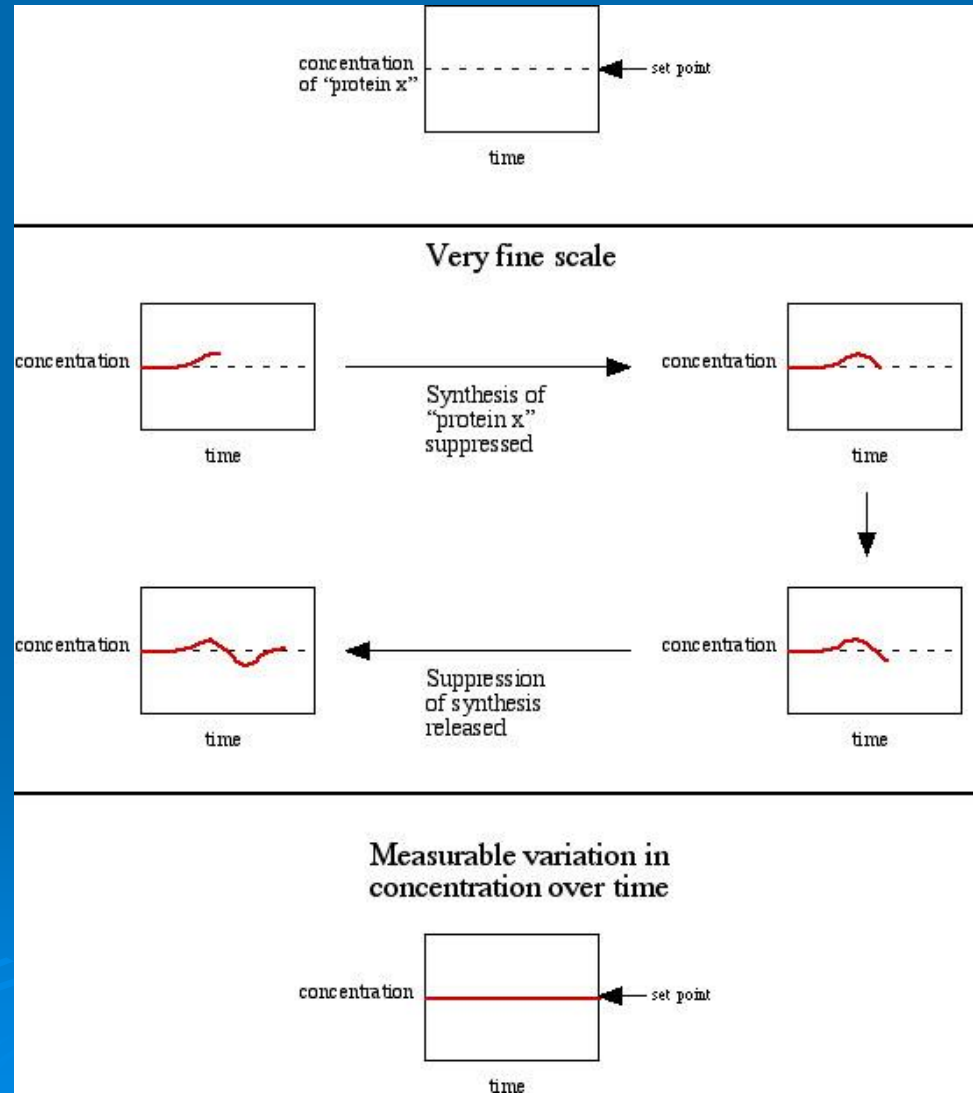 concentration
of “protein x”
set point
time
Very fine scale
concentration
time
Synthesis of
“protein x”
suppressed
concentration
time
concentration
time
Suppression
of synthesis
released
concentration
time
Measurable variation in
concentration over time
concentration
set point
time